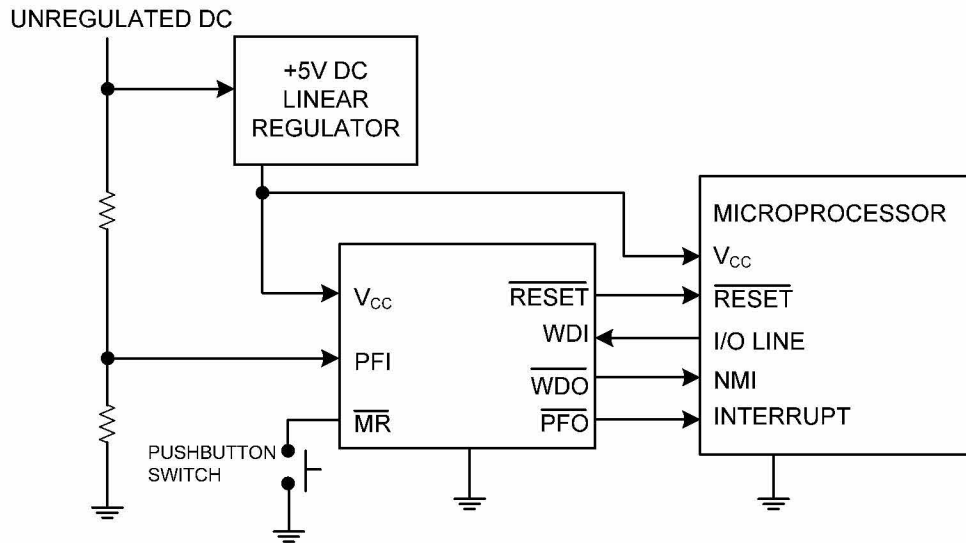 UNREGULATED DC
+5V DC
LINEAR
REGULATOR
MICROPROCESSOR
VCC
RESET
I/O LINE
NMI
INTERRUPT
VCC
PFI
MR
RESET
WDI
WDO
PFO
PUSHBUTTON
SWITCH